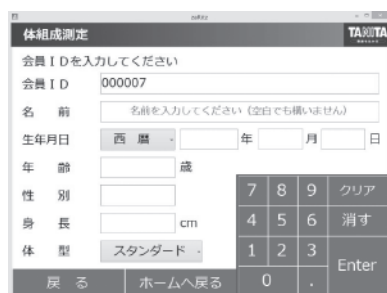 体組成測定
TANITA
会員IDを入力してください
会員ID 000007
名前 名前を入力してください（空白でも構いません）
生年月日 西暦 年 月 日
年齢 歳
性別
身長 cm
体型 スタンダード
7 8 9 クリア
4 5 6 消す
1 2 3 Enter
0 .
戻る ホームへ戻る